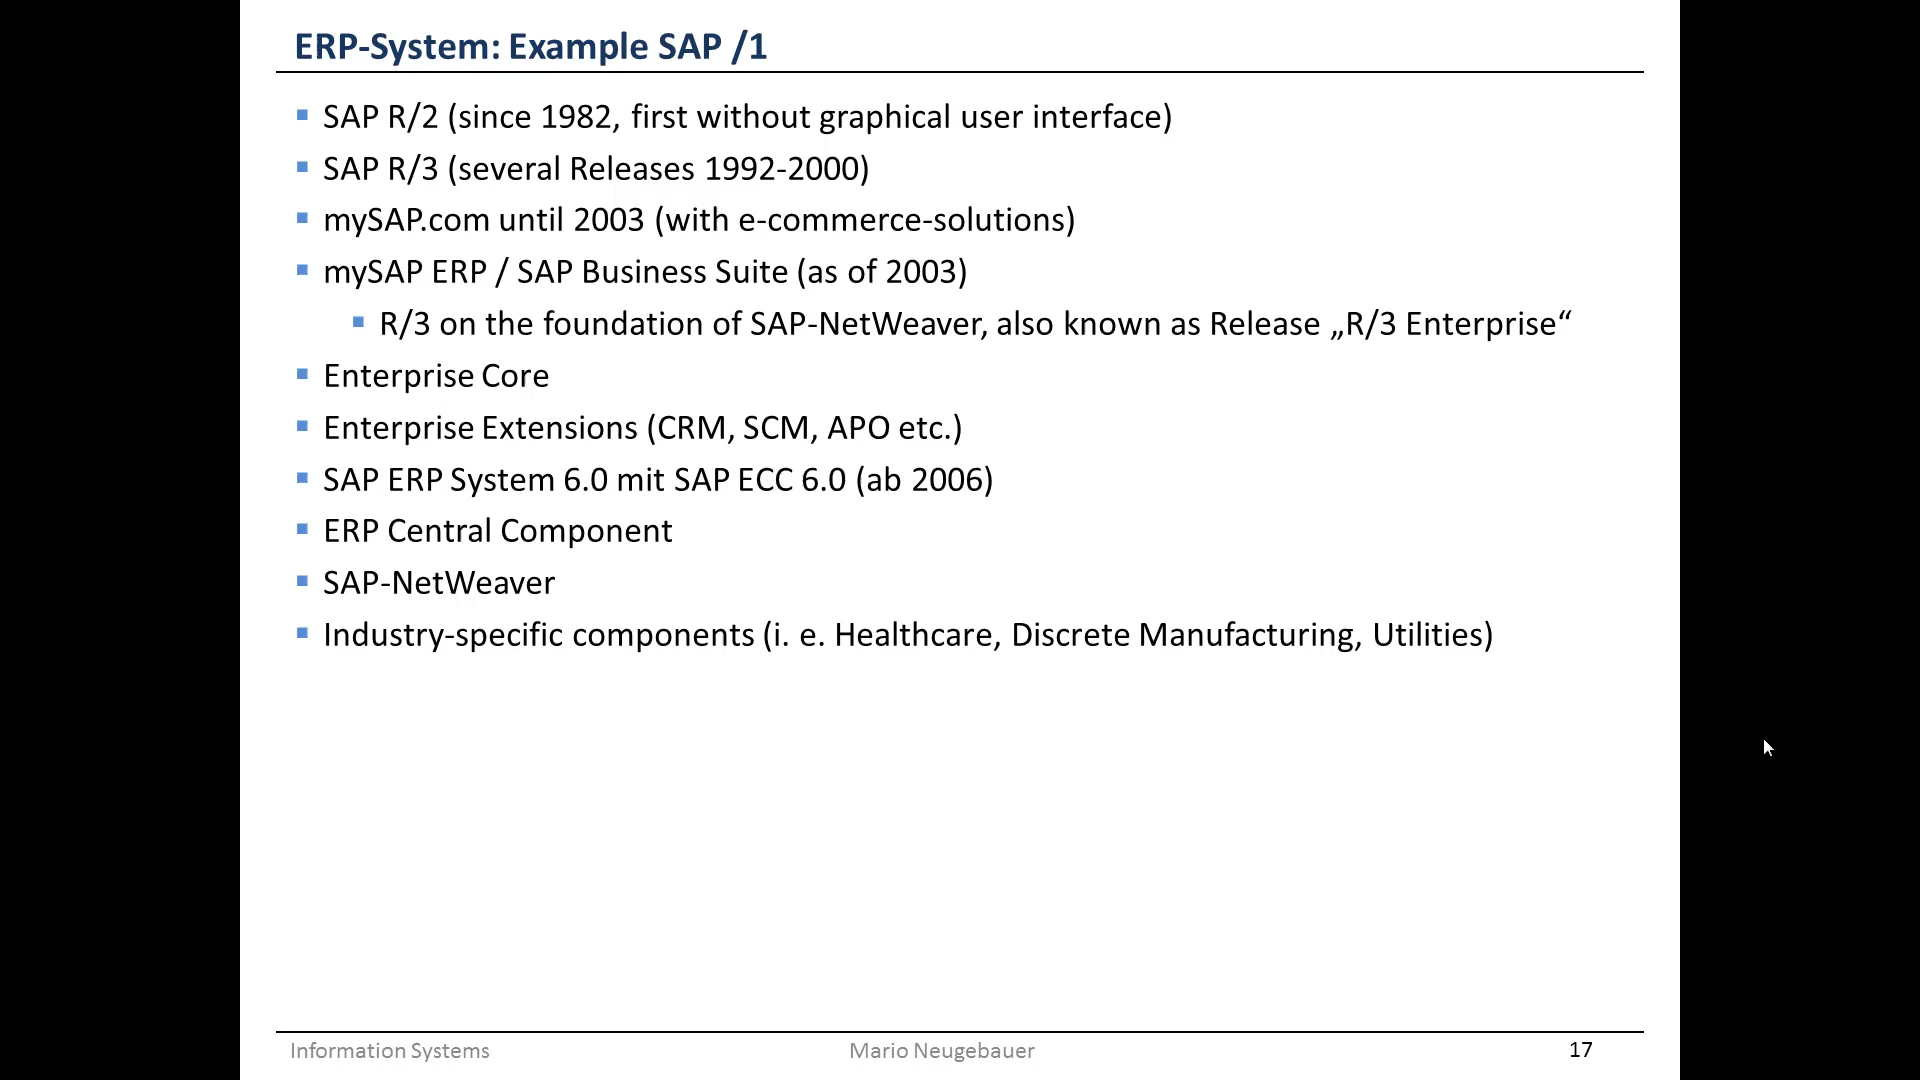 ERP-System: Example SAP /1
SAP R/2 (since 1982, first without graphical user interface)
SAP R/3 (several Releases 1992-2000)
mySAP.com until 2003 (with e-commerce-solutions)
mySAP ERP / SAP Business Suite (as of 2003)
R/3 on the foundation of SAP-NetWeaver, also known as Release „R/3 Enterprise“
Enterprise Core
Enterprise Extensions (CRM, SCM, APO etc.)
SAP ERP System 6.0 mit SAP ECC 6.0 (ab 2006)
ERP Central Component
SAP-NetWeaver
Industry-specific components (i. e. Healthcare, Discrete Manufacturing, Utilities)
Information Systems
Mario Neugebauer
17